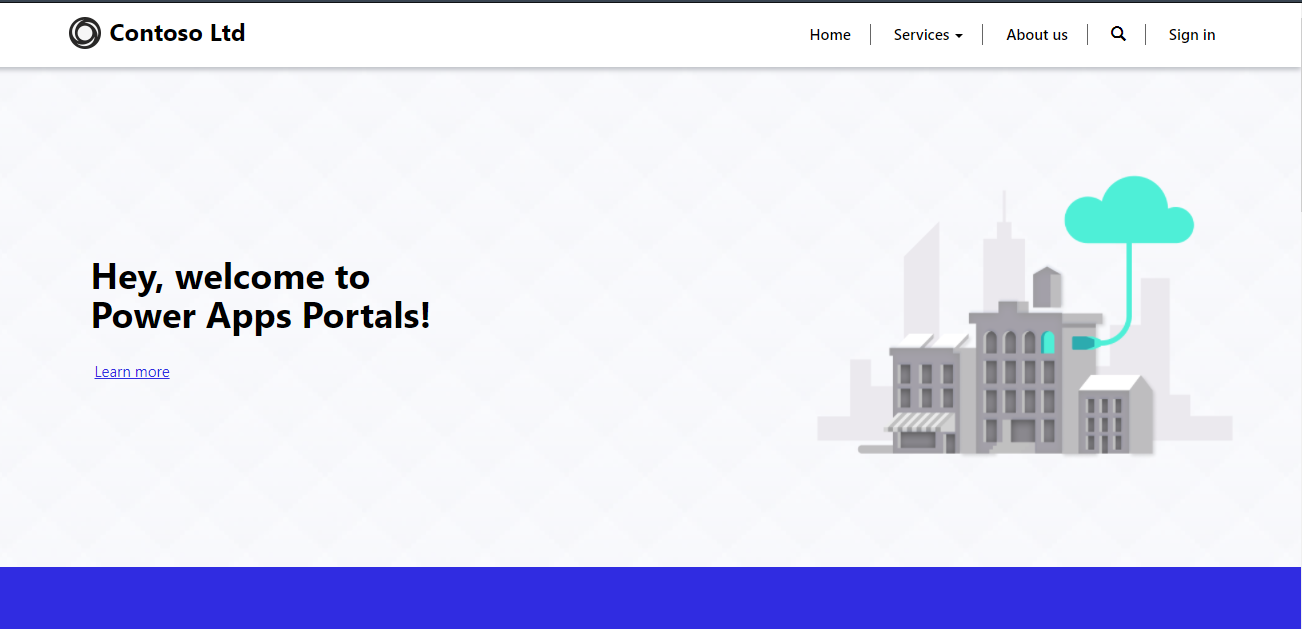 Contoso Ltd
Home Services About us Sign in
Hey, welcome to
Power Apps Portals!
Learn more